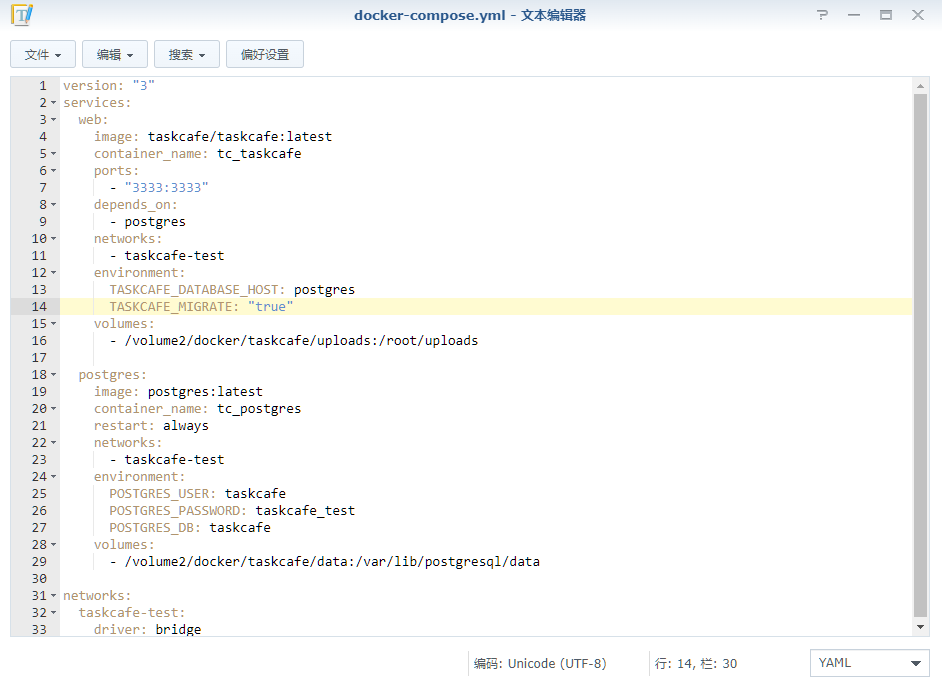 docker-compose.yml - 文本编辑器
文件 编辑 搜索 偏好设置
1 version: "3"
2 services:
3 web:
4 image: taskcafe/taskcafe:latest
5 container_name: tc_taskcafe
6 ports:
7 - "3333:3333"
8 depends_on:
9 - postgres
10 networks:
11 - taskcafe-test
12 environment:
13 TASKCAFE_DATABASE_HOST: postgres
14 TASKCAFE_MIGRATE: "true"
15 volumes:
16 - /volume2/docker/taskcafe/uploads:/root/uploads
17
18 postgres:
19 image: postgres:latest
20 container_name: tc_postgres
21 restart: always
22 networks:
23 - taskcafe-test
24 environment:
25 POSTGRES_USER: taskcafe
26 POSTGRES_PASSWORD: taskcafe_test
27 POSTGRES_DB: taskcafe
28 volumes:
29 - /volume2/docker/taskcafe/data:/var/lib/postgresql/data
30
31 networks:
32 taskcafe-test:
33 driver: bridge
编码: Unicode (UTF-8) 行: 14, 栏: 30 YAML